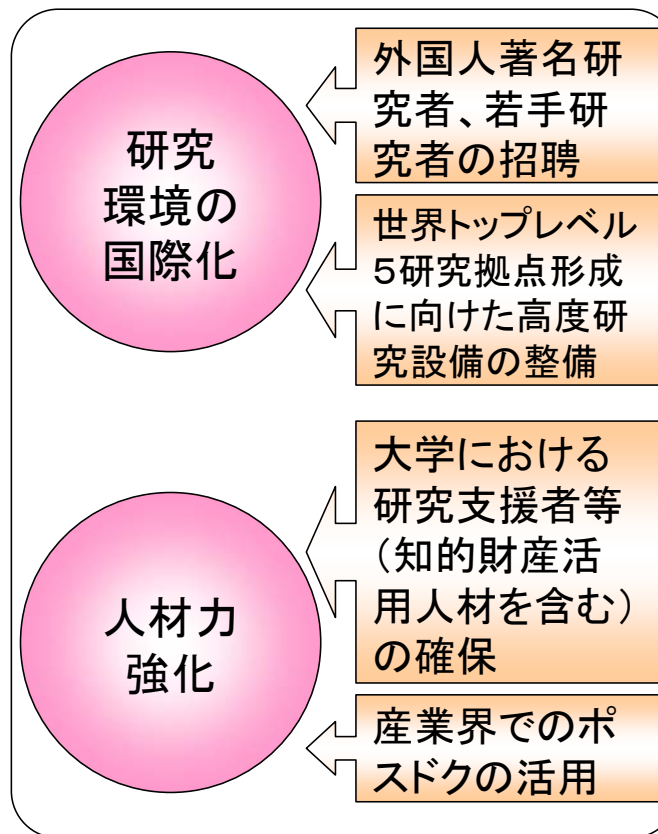 研究
環境の
国際化
外国人著名研
究者、若手研
究者の招聘
世界トップレベル
５研究拠点形成
に向けた高度研
究設備の整備
人材力
強化
大学における
研究支援者等
（知的財産活
用人材を含む）
の確保
産業界でのポ
スドクの活用